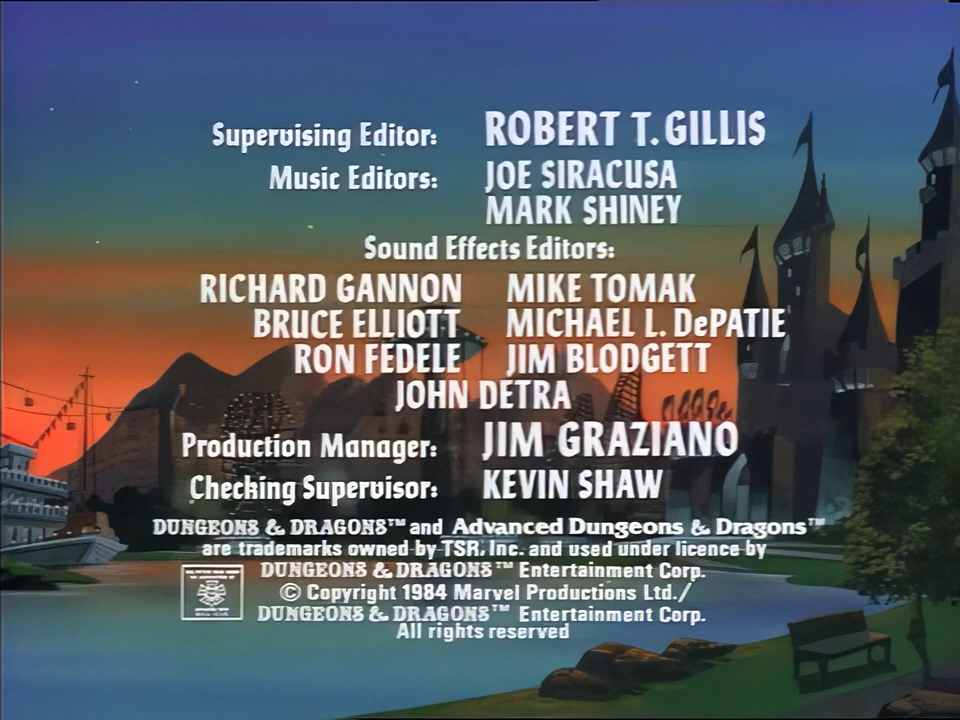 Supervising Editor: ROBERT T. GILLIS
Music Editors: JOE SIRACUSA
MARK SHINEY
Sound Effects Editors:
RICHARD GANNON MIKE TOMAK
BRUCE ELLIOTT MICHAEL L. DePATIE
RON FEDELE JIM BLODGETT
JOHN DETRA
Production Manager: JIM GRAZIANO
Checking Supervisor: KEVIN SHAW
DUNGEONS & DRAGONS™ and Advanced Dungeons & Dragons™
are trademarks owned by TSR, Inc. and used under licence by
DUNGEONS & DRAGONS™ Entertainment Corp.
© Copyright 1984 Marvel Productions Ltd./
DUNGEONS & DRAGONS™ Entertainment Corp.
All rights reserved